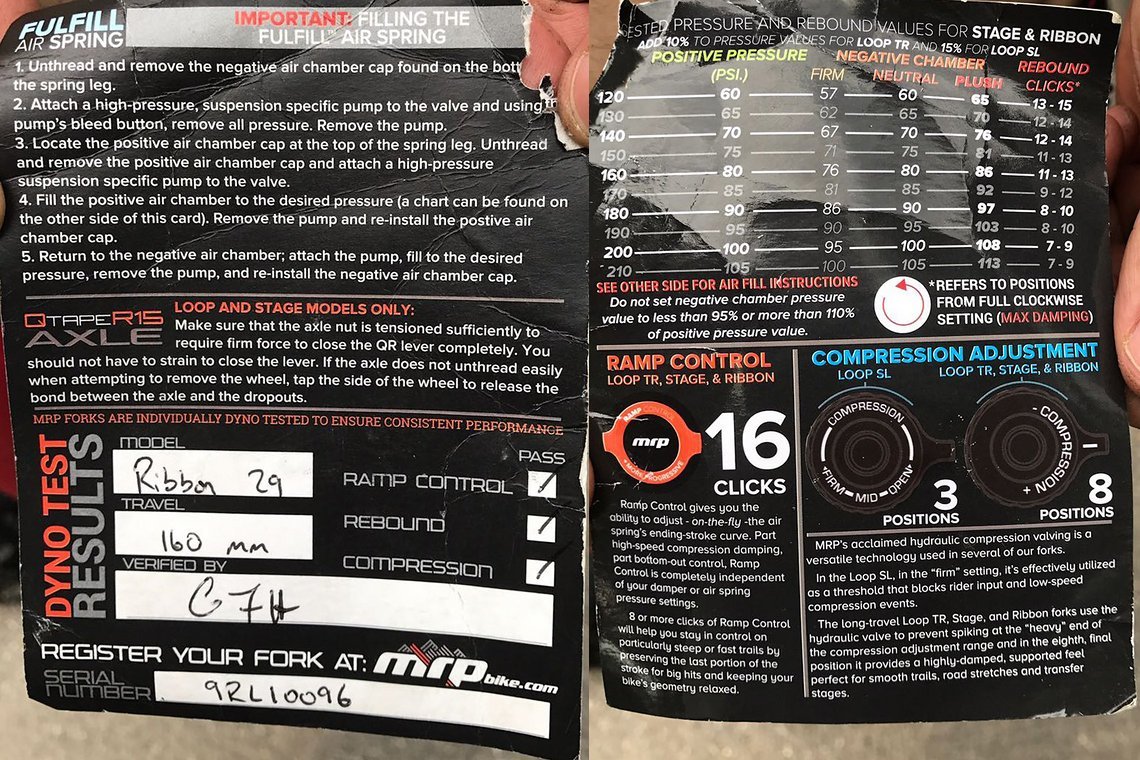 FULFILL
AIR SPRING
IMPORTANT: FILLING THE
FULFILL™ AIR SPRING
1. Unthread and remove the negative air chamber cap found on the bott
the spring leg.
2. Attach a high-pressure, suspension specific pump to the valve and using t
pump's bleed button, remove all pressure. Remove the pump.
3. Locate the positive air chamber cap at the top of the spring leg. Unthread
and remove the positive air chamber cap and attach a high-pressure
suspension specific pump to the valve.
4. Fill the positive air chamber to the desired pressure (a chart can be found on
the other side of this card). Remove the pump and re-install the postive air
chamber cap.
5. Return to the negative air chamber; attach the pump, fill to the desired
pressure, remove the pump, and re-install the negative air chamber cap.
QTAPER15
AXLE
LOOP AND STAGE MODELS ONLY:
Make sure that the axle nut is tensioned sufficiently to
require firm force to close the QR lever completely. You
should not have to strain to close the lever. If the axle does not unthread easily
when attempting to remove the wheel, tap the side of the wheel to release the
bond between the axle and the dropouts.
MRP FORKS ARE INDIVIDUALLY DYNO TESTED TO ENSURE CONSISTENT PERFORMANCE
DYNO TEST
RESULTS
MODEL
Ribbon 29
TRAVEL
160 mm
VERIFIED BY
PASS
RAMP CONTROL ✓
REBOUND ✓
COMPRESSION ✓
REGISTER YOUR FORK AT: mrpbike.com
SERIAL
NUMBER
9RL10096
ESTED PRESSURE AND REBOUND VALUES FOR STAGE & RIBBON
ADD 10% TO PRESSURE VALUES FOR LOOP TR AND 15% FOR LOOP SL
POSITIVE PRESSURE
(PSI.)
NEGATIVE CHAMBER
FIRM NEUTRAL PLUSH
REBOUND
CLICKS*
120 60 57 60 65 13 - 15
130 65 62 65 70 12 - 14
140 70 67 70 76 12 - 14
150 75 71 75 81 11 - 13
160 80 76 80 86 11 - 13
170 85 81 85 92 9 - 12
180 90 86 90 97 8 - 10
190 95 90 95 103 8 - 10
200 100 95 100 108 7 - 9
210 105 100 105 113 7 - 9
SEE OTHER SIDE FOR AIR FILL INSTRUCTIONS
Do not set negative chamber pressure
value to less than 95% or more than 110%
of positive pressure value.
*REFERS TO POSITIONS
FROM FULL CLOCKWISE
SETTING (MAX DAMPING)
RAMP CONTROL
LOOP TR, STAGE, & RIBBON
RAMP CONTROL
mrp
MORE PROGRESSIVE
16
CLICKS
Ramp Control gives you the
ability to adjust - on-the-fly -the air
spring's ending-stroke curve. Part
high-speed compression damping,
part bottom-out control, Ramp
Control is completely independent
of your damper or air spring
pressure settings.
8 or more clicks of Ramp Control
will help you stay in control on
particularly steep or fast trails by
preserving the last portion of the
stroke for big hits and keeping your
bike's geometry relaxed.
COMPRESSION ADJUSTMENT
LOOP SL
COMPRESSION
FIRM MID OPEN
3
POSITIONS
LOOP TR, STAGE, & RIBBON
- COMPRESSION +
8
POSITIONS
MRP's acclaimed hydraulic compression valving is a
versatile technology used in several of our forks.
In the Loop SL, in the "firm" setting, it's effectively utilized
as a threshold that blocks rider input and low-speed
compression events.
The long-travel Loop TR, Stage, and Ribbon forks use the
hydraulic valve to prevent spiking at the "heavy" end of
the compression adjustment range and in the eighth, final
position it provides a highly-damped, supported feel
perfect for smooth trails, road stretches and transfer
stages.